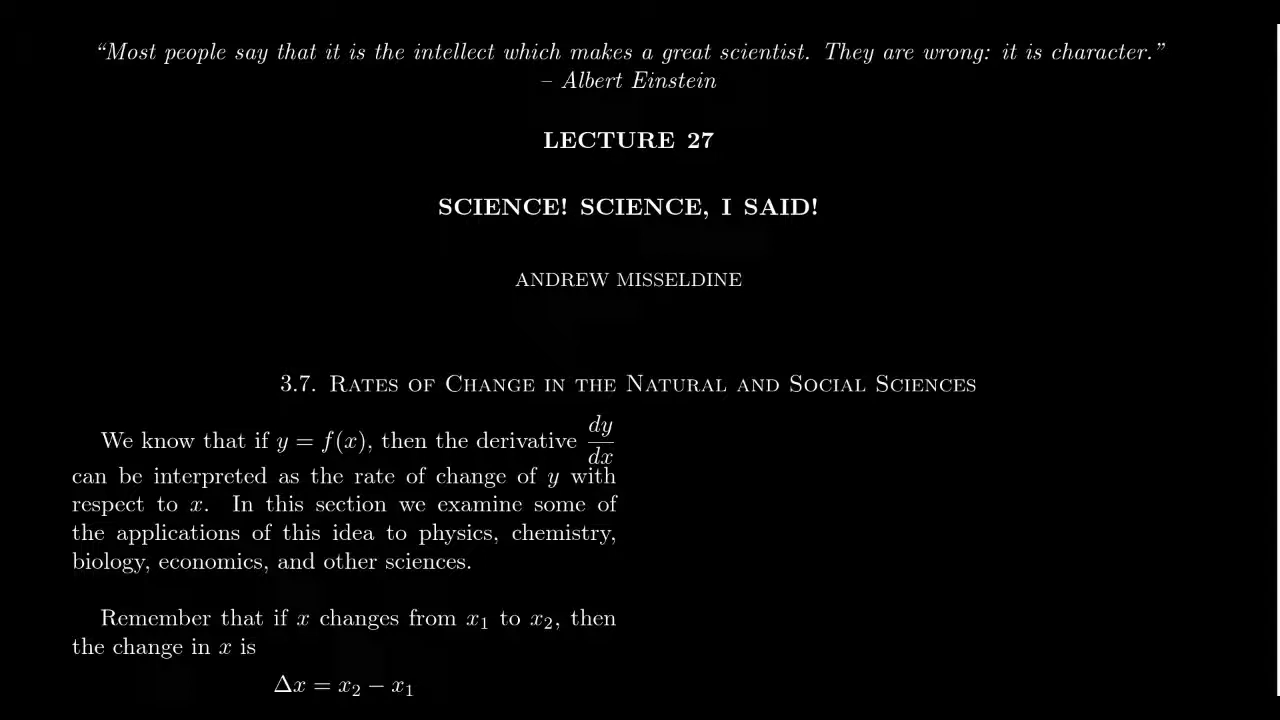 “Most people say that it is the intellect which makes a great scientist. They are wrong: it is character.”
– Albert Einstein
LECTURE 27
SCIENCE! SCIENCE, I SAID!
ANDREW MISSELDINE
3.7. Rates of Change in the Natural and Social Sciences
We know that if y = f(x), then the derivative dy/dx
can be interpreted as the rate of change of y with
respect to x. In this section we examine some of
the applications of this idea to physics, chemistry,
biology, economics, and other sciences.
Remember that if x changes from x₁ to x₂, then
the change in x is
Δx = x₂ − x₁